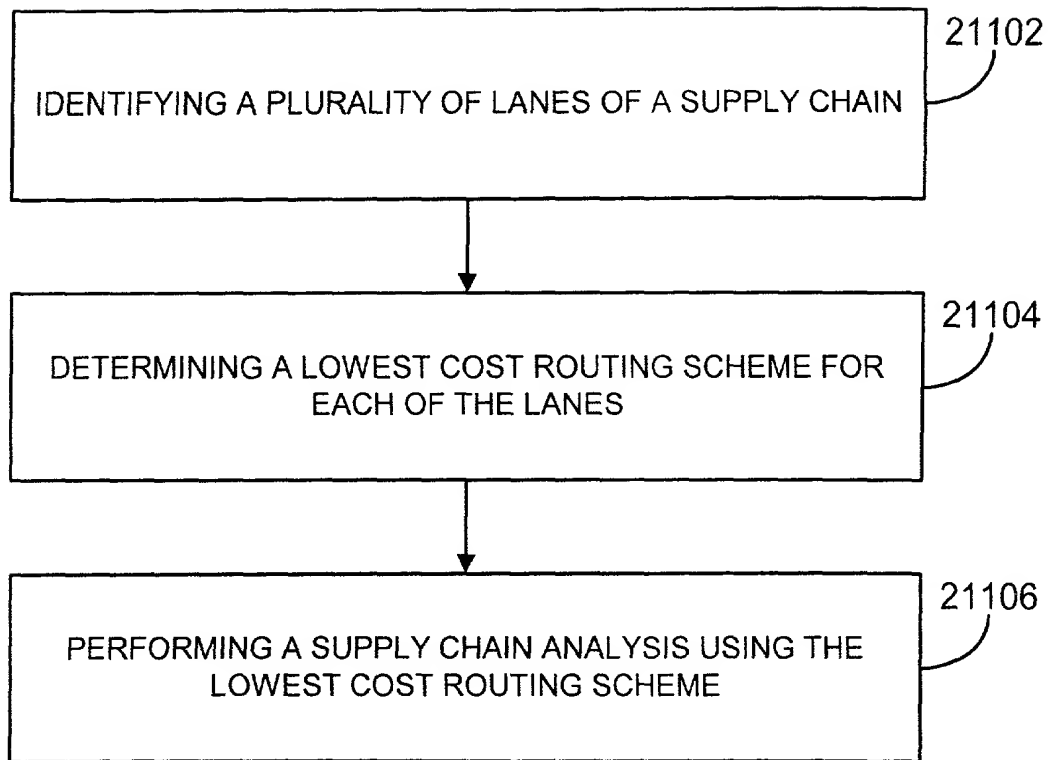 21102
IDENTIFYING A PLURALITY OF LANES OF A SUPPLY CHAIN
21104
DETERMINING A LOWEST COST ROUTING SCHEME FOR
EACH OF THE LANES
21106
PERFORMING A SUPPLY CHAIN ANALYSIS USING THE
LOWEST COST ROUTING SCHEME